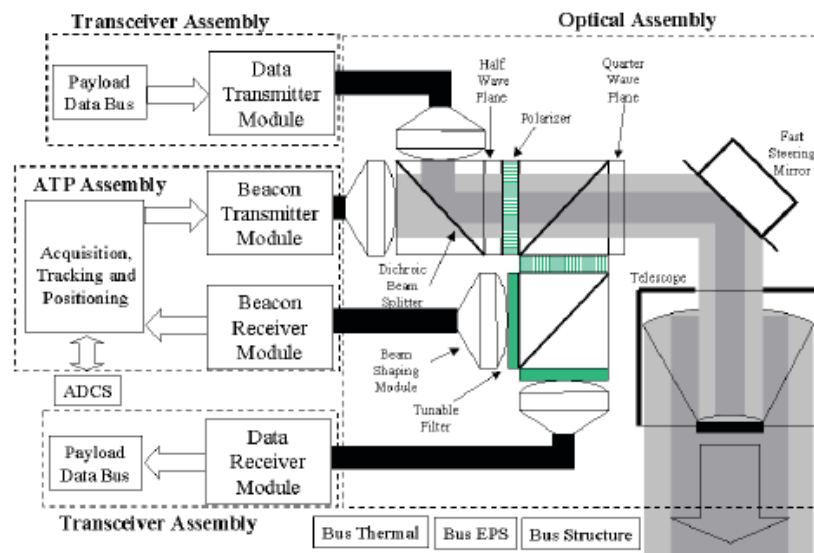 Transceiver Assembly
Optical Assembly
Payload
Data Bus
Data
Transmitter
Module
Half
Wave
Plane
Quarter
Wave
Plane
Polarizer
Fast
Steering
Mirror
ATP Assembly
Beacon
Transmitter
Module
Acquisition,
Tracking and
Positioning
Dichroic
Beam
Splitter
Telescope
Beacon
Receiver
Module
Beam
Shaping
Module
ADCS
Tunable
Filter
Payload
Data Bus
Data
Receiver
Module
Transceiver Assembly
Bus Thermal
Bus EPS
Bus Structure